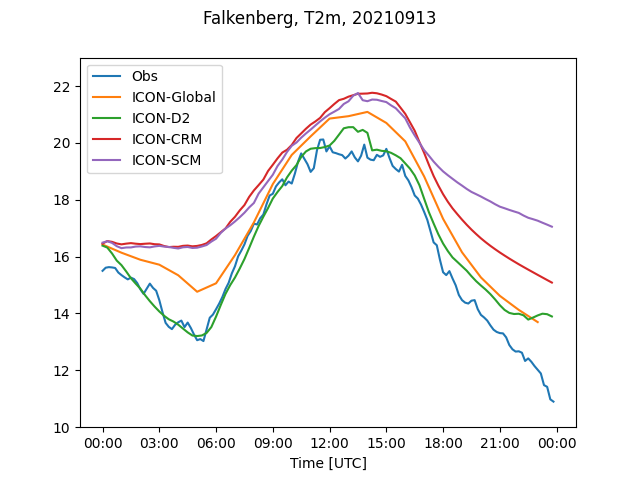 Falkenberg, T2m, 20210913
Obs
ICON-Global
ICON-D2
ICON-CRM
ICON-SCM
22
20
18
16
14
12
10
00:00 03:00 06:00 09:00 12:00 15:00 18:00 21:00 00:00
Time [UTC]